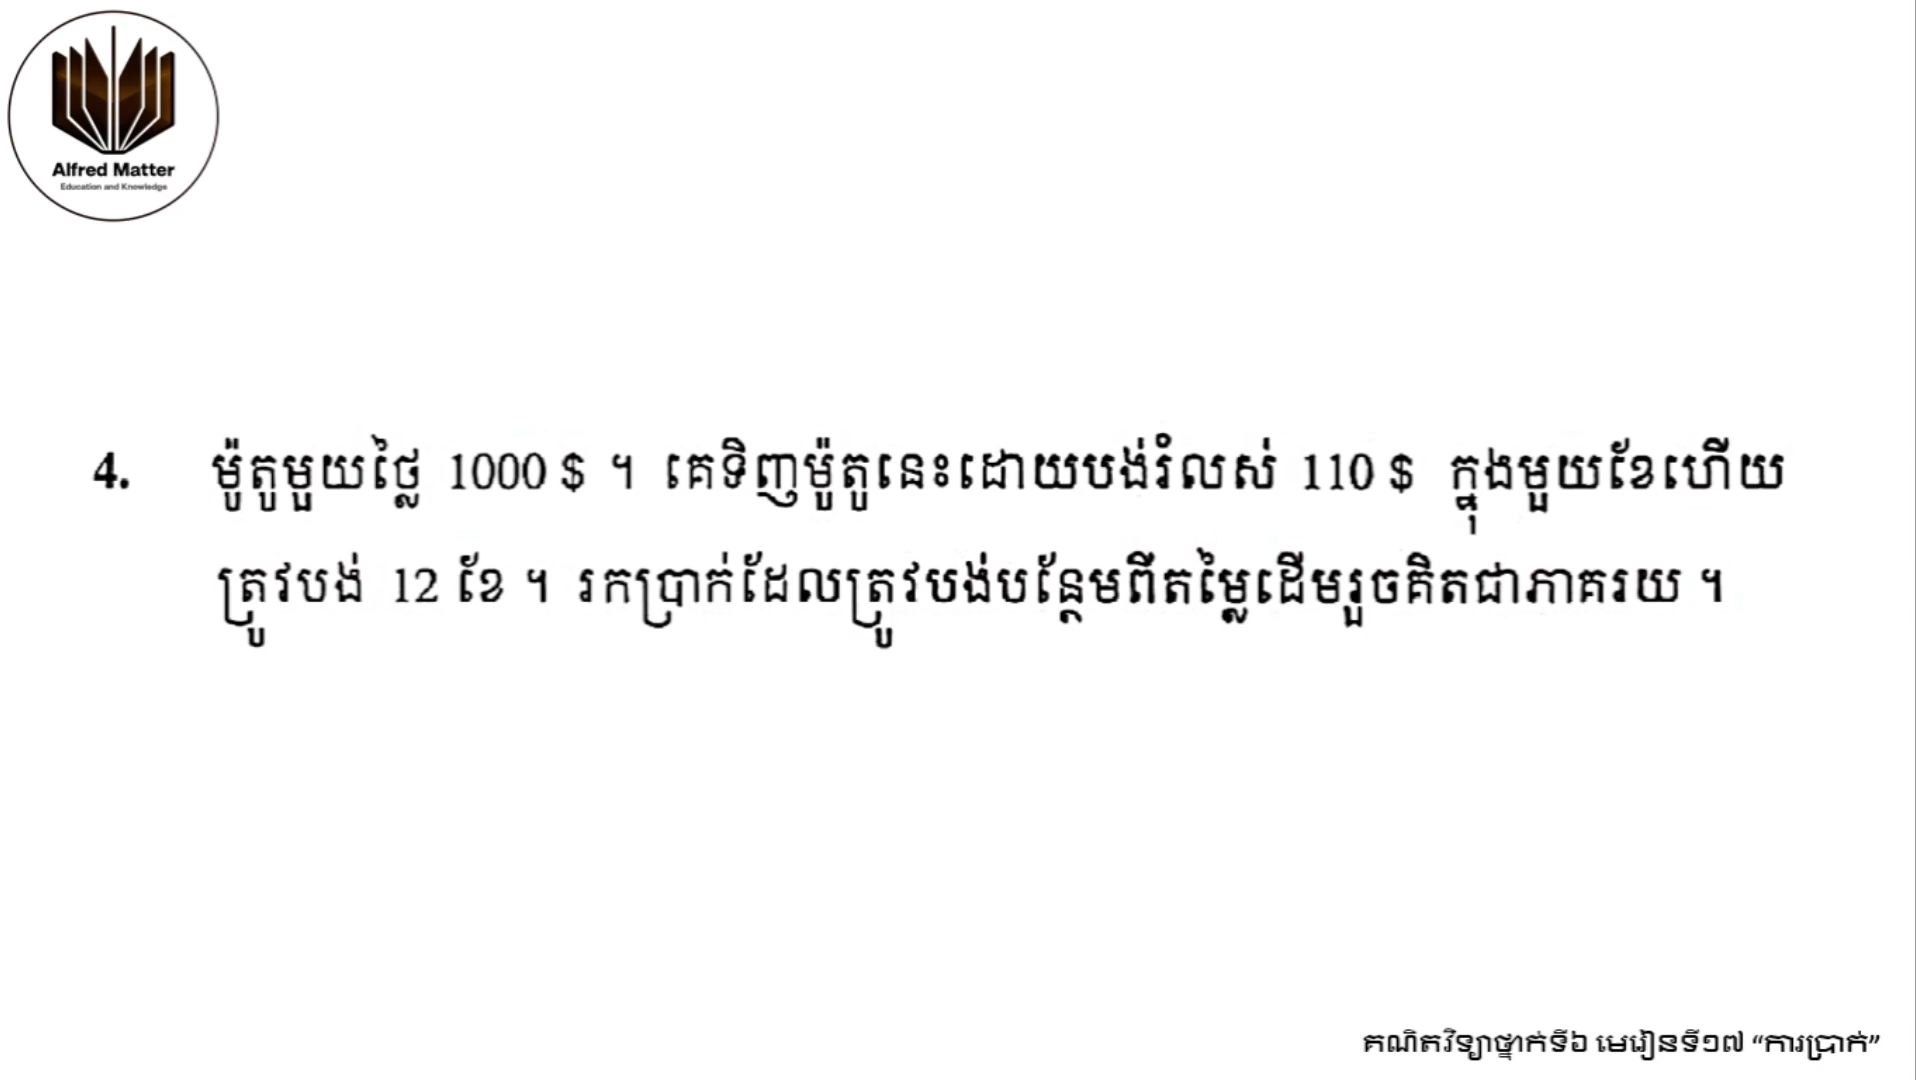 Alfred Matter
Education and Knowledge
4. ម៉ូតូមួយថ្លៃ 1000 $ ។ គេទិញម៉ូតូនេះដោយបង់រំលស់ 110 $ ក្នុងមួយខែហើយ
ត្រូវបង់ 12 ខែ ។ រកប្រាក់ដែលត្រូវបង់បន្ថែមពីតម្លៃដើមរួចគិតជាភាគរយ ។
គណិតវិទ្យាថ្នាក់ទី៦ មេរៀនទី១៧ “ការប្រាក់”